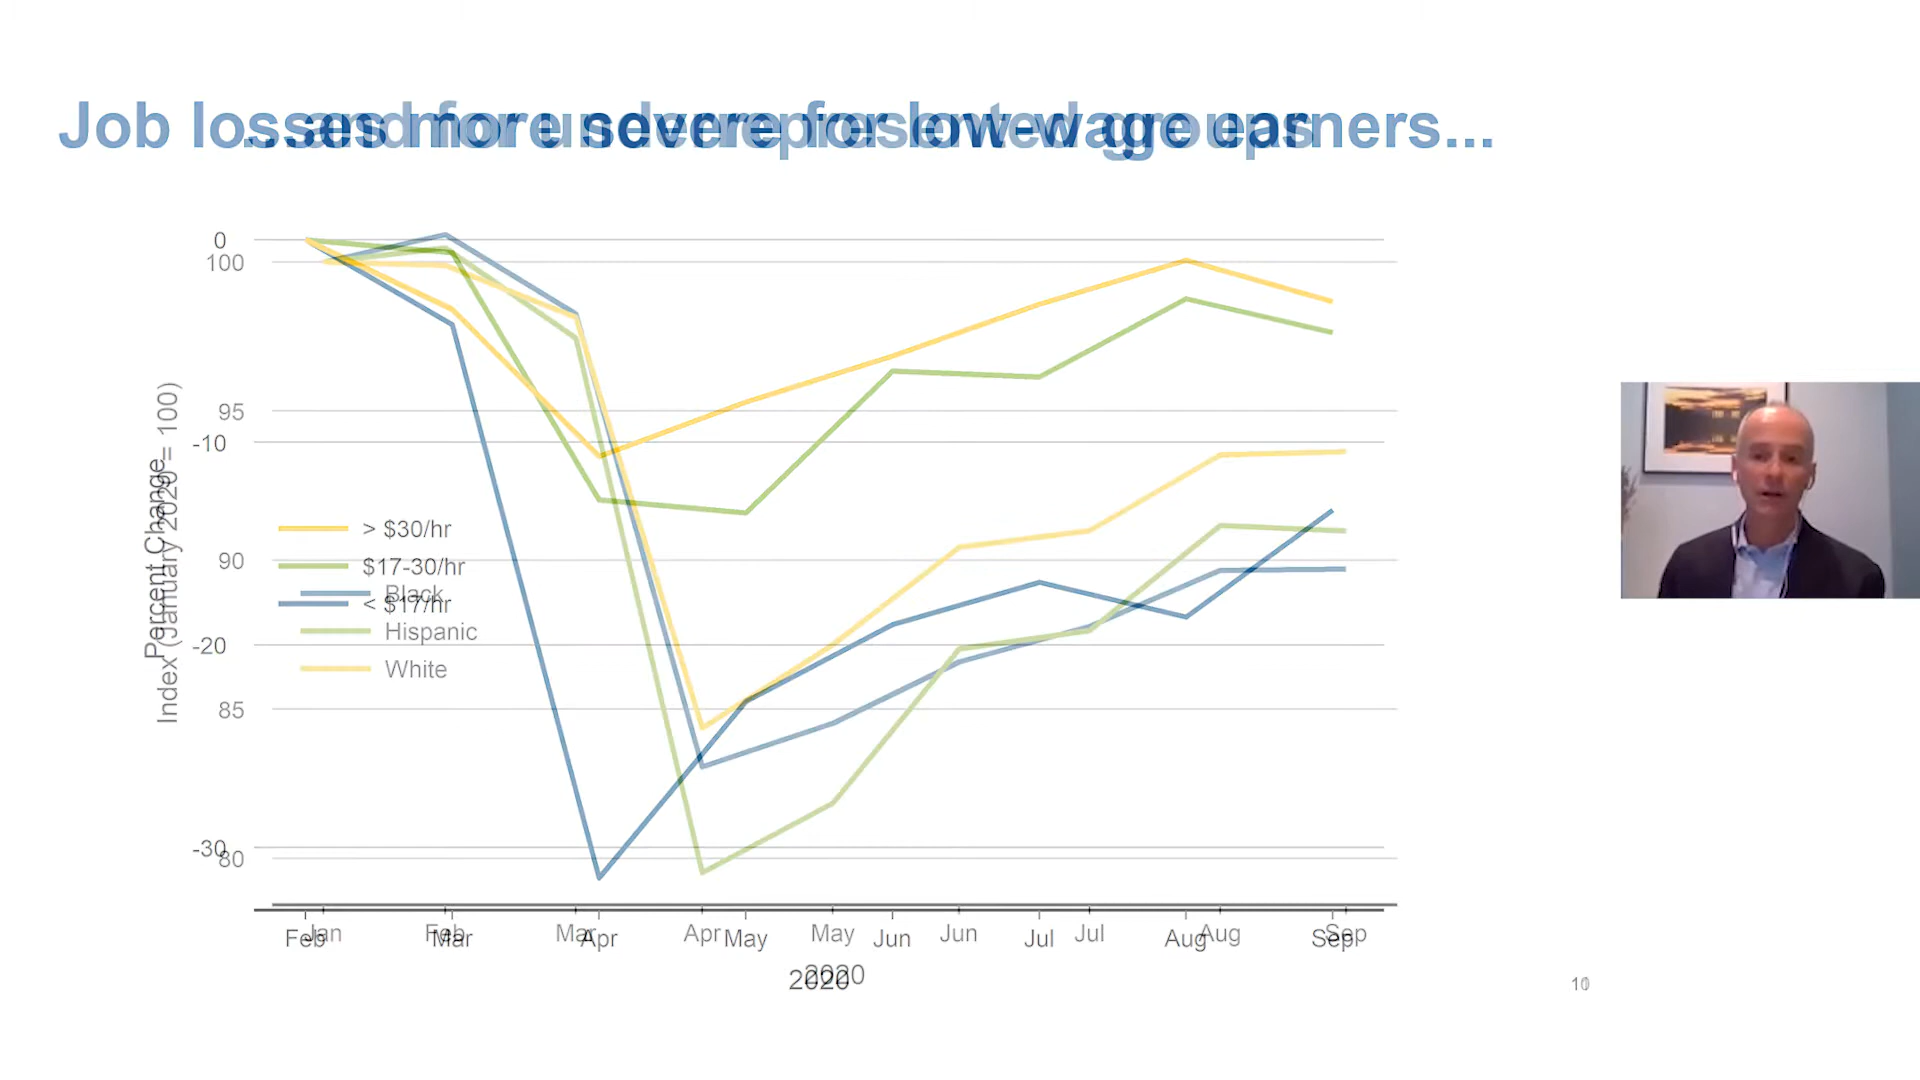 Job losses more severe for low-wage earners...
...and for underrepresented groups
0
100
95
-10
90
-20
85
-30
80
Percent Change
Index (January 2020 = 100)
> $30/hr
$17-30/hr
< $17/hr
Black
Hispanic
White
Feb Mar Apr May Jun Jul Aug Sep
Jan Feb Mar Apr May Jun Jul Aug Sep
2020
2020